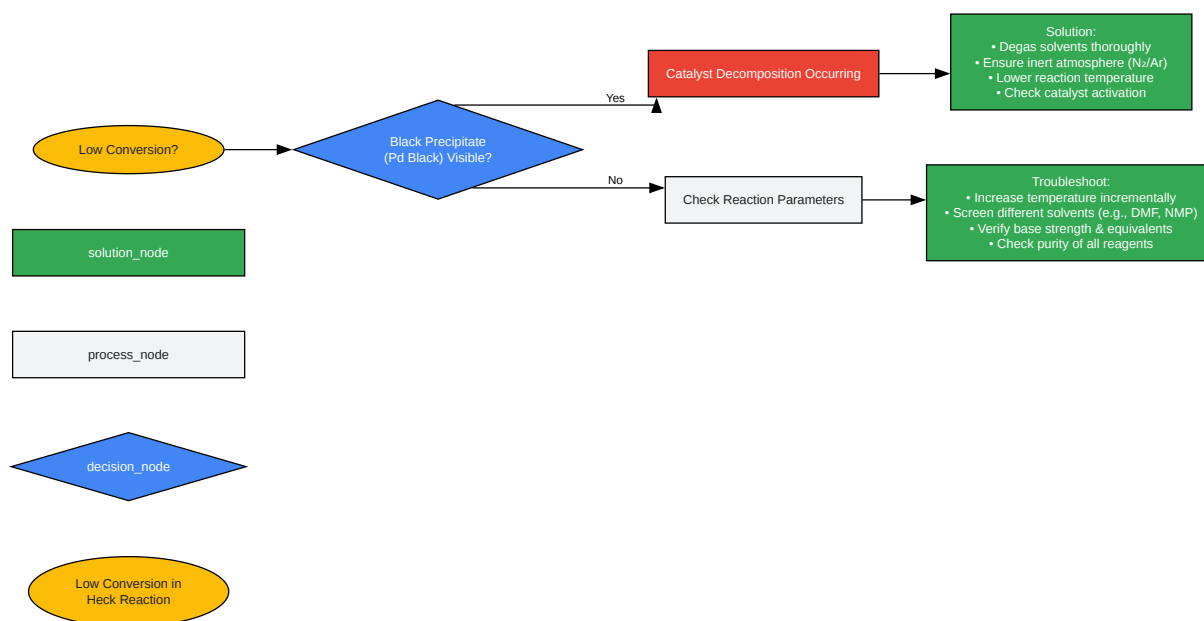 Low Conversion?
Black Precipitate
(Pd Black) Visible?
Yes
Catalyst Decomposition Occurring
Solution:
• Degas solvents thoroughly
• Ensure inert atmosphere (N₂/Ar)
• Lower reaction temperature
• Check catalyst activation
No
Check Reaction Parameters
Troubleshoot:
• Increase temperature incrementally
• Screen different solvents (e.g., DMF, NMP)
• Verify base strength & equivalents
• Check purity of all reagents
solution_node
process_node
decision_node
Low Conversion in
Heck Reaction